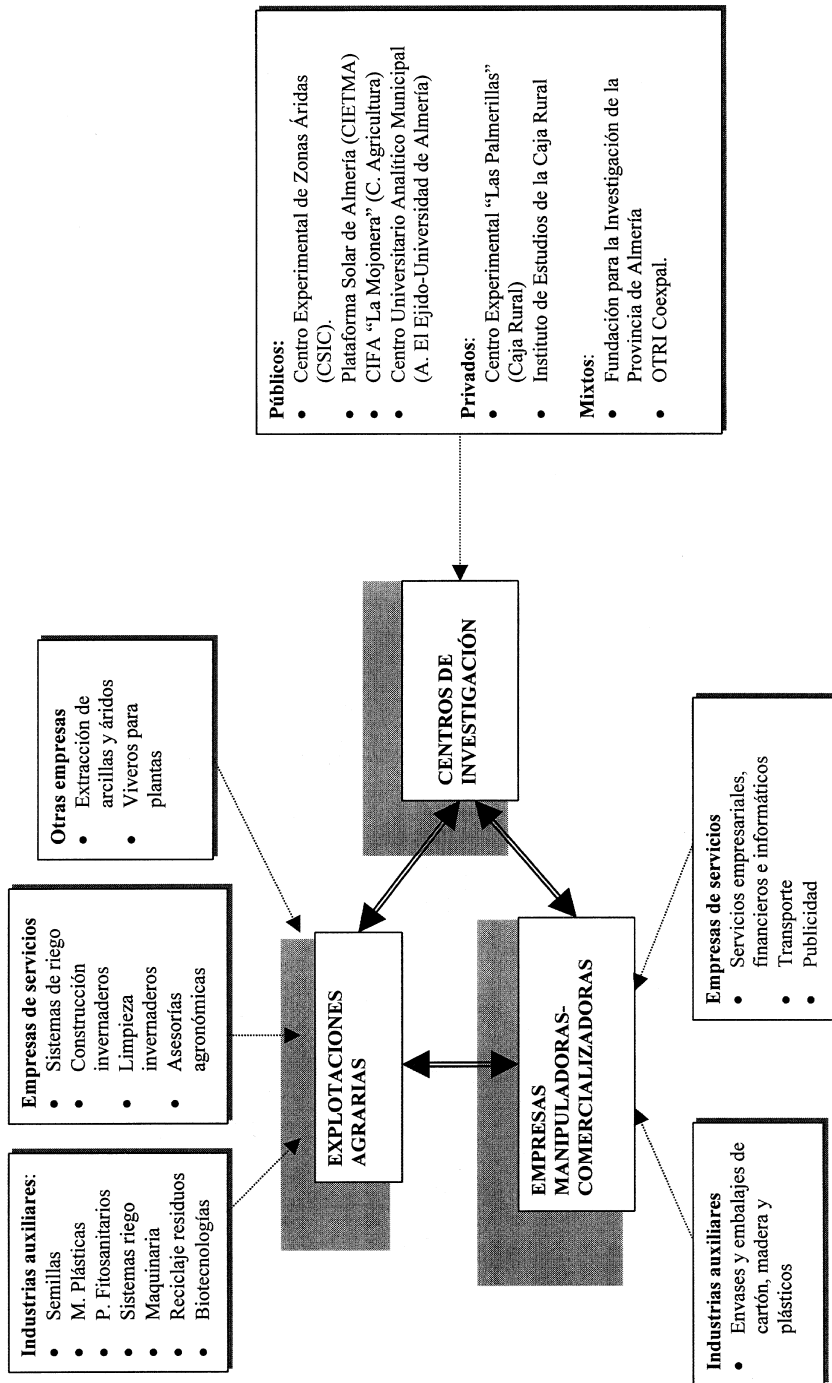 Industrias auxiliares:
• Semillas
• M. Plásticas
• P. Fitosanitarios
• Sistemas riego
• Maquinaria
• Reciclaje residuos
• Biotecnologías
Empresas de servicios
• Sistemas de riego
• Construcción
invernaderos
• Limpieza
invernaderos
• Asesorías
agronómicas
Otras empresas
• Extracción de
arcillas y áridos
• Viveros para
plantas
EXPLOTACIONES
AGRARIAS
CENTROS DE
INVESTIGACIÓN
EMPRESAS
MANIPULADORAS-
COMERCIALIZADORAS
Industrias auxiliares
• Envases y embalajes de
cartón, madera y
plásticos
Empresas de servicios
• Servicios empresariales,
financieros e informáticos
• Transporte
• Publicidad
Públicos:
• Centro Experimental de Zonas Áridas
(CSIC).
• Plataforma Solar de Almería (CIETMA)
• CIFA “La Mojonera” (C. Agricultura)
• Centro Universitario Analítico Municipal
(A. El Ejido-Universidad de Almería)
Privados:
• Centro Experimental “Las Palmerillas”
(Caja Rural)
• Instituto de Estudios de la Caja Rural
Mixtos:
• Fundación para la Investigación de la
Provincia de Almería
• OTRI Coexpal.